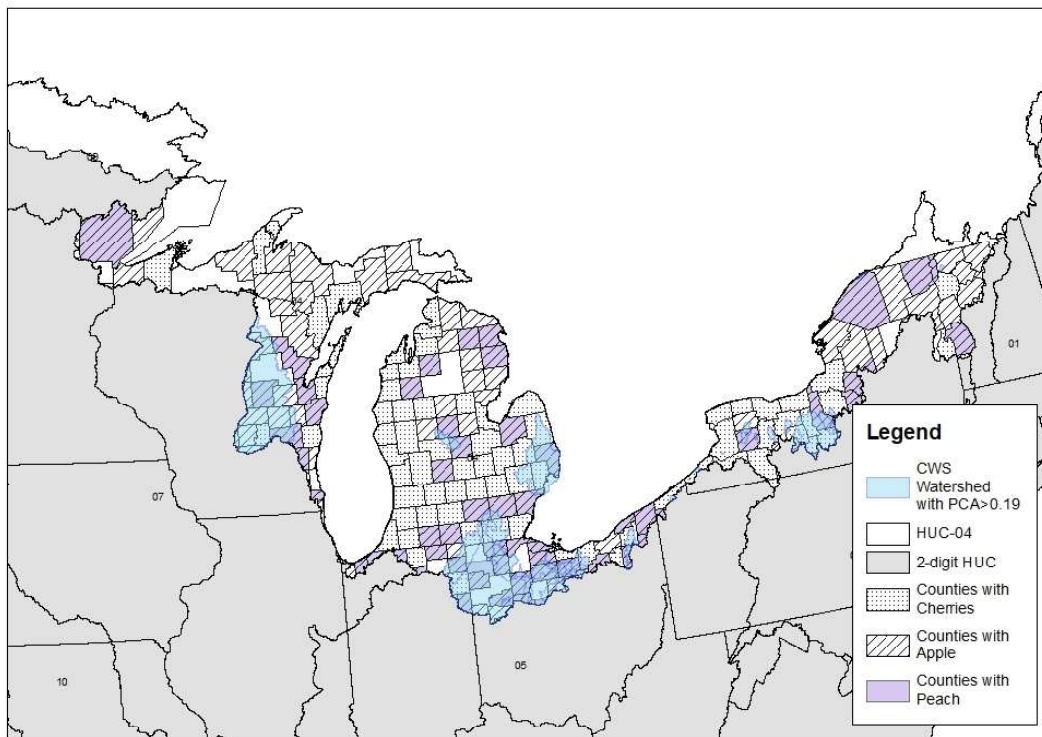 01
07
10
05
Legend
CWS
Watershed
with PCA>0.19
HUC-04
2-digit HUC
Counties with
Cherries
Counties with
Apple
Counties with
Peach